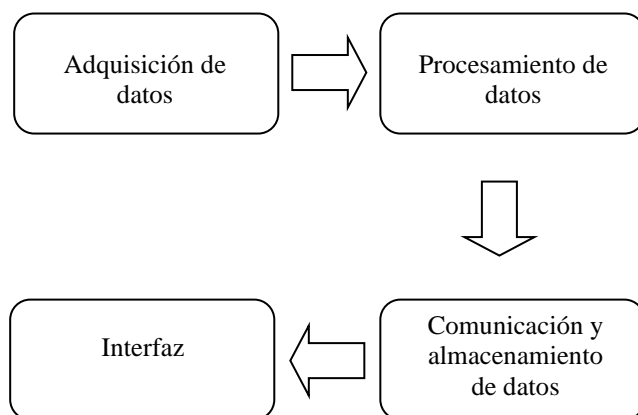 Adquisición de
datos
Procesamiento de
datos
Comunicación y
almacenamiento
de datos
Interfaz